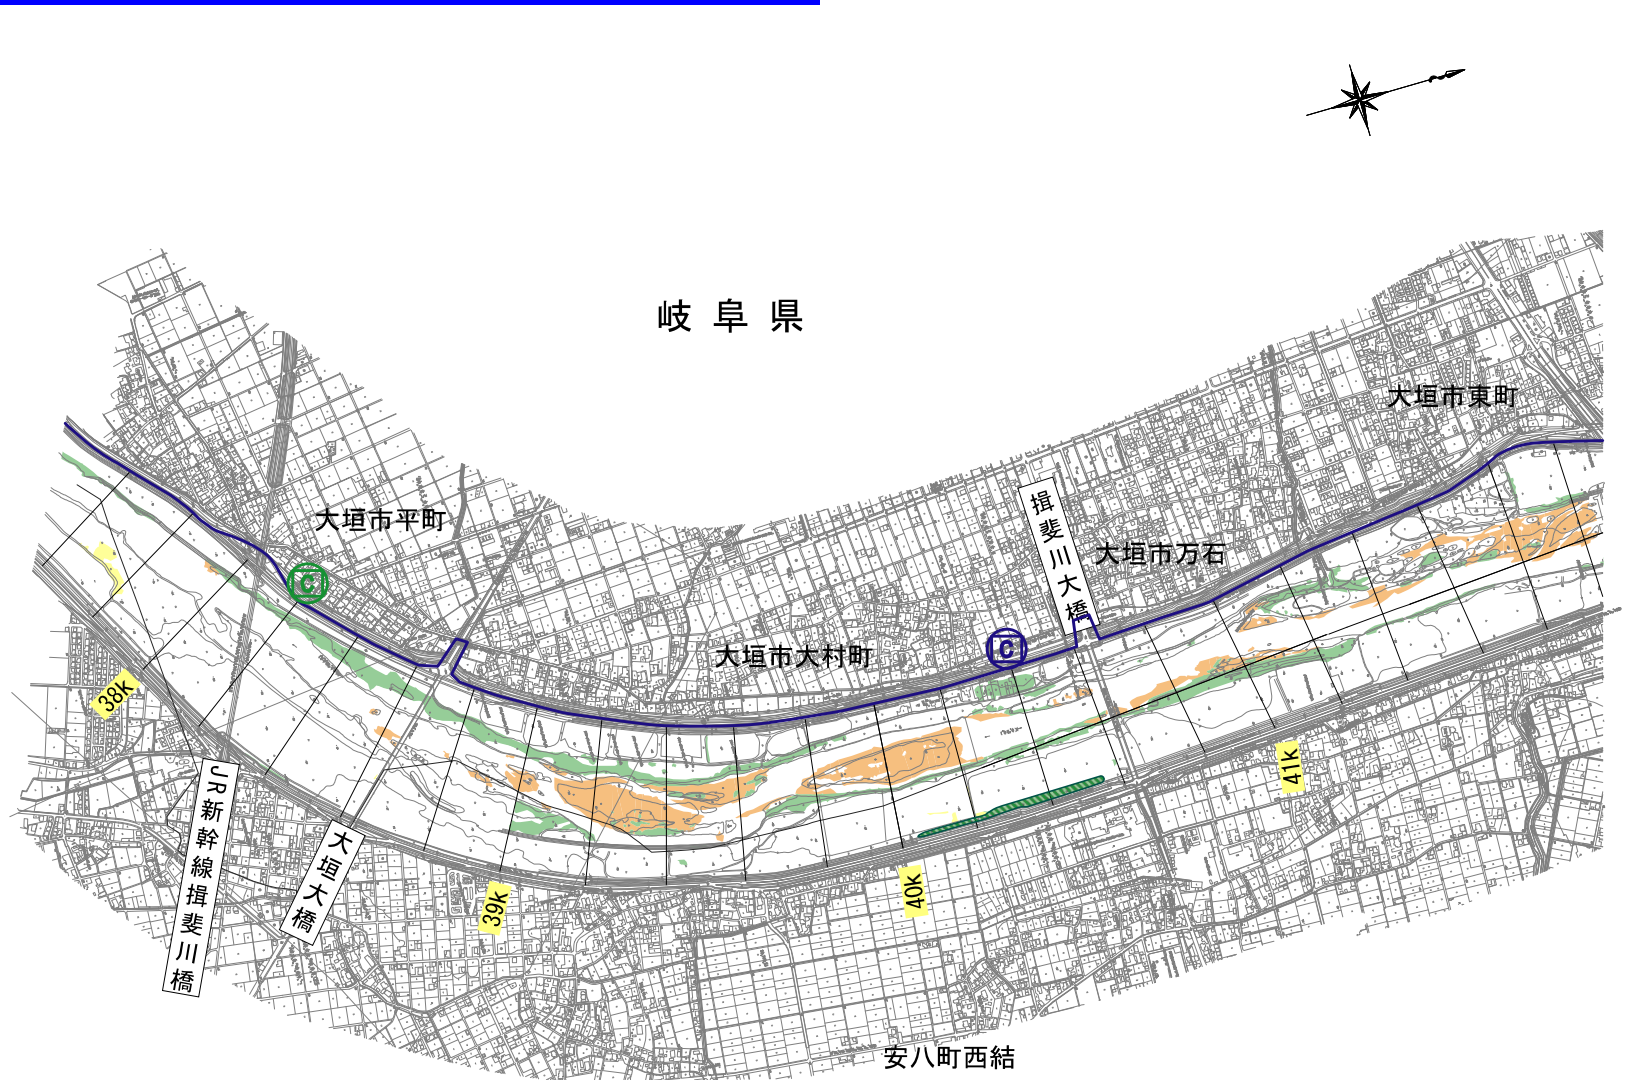 岐阜県
大垣市東町
揖斐川大橋
大垣市平町
大垣市万石
C
C
大垣市大村町
38k
JR新幹線揖斐川橋
大垣大橋
39k
40k
41k
安八町西結